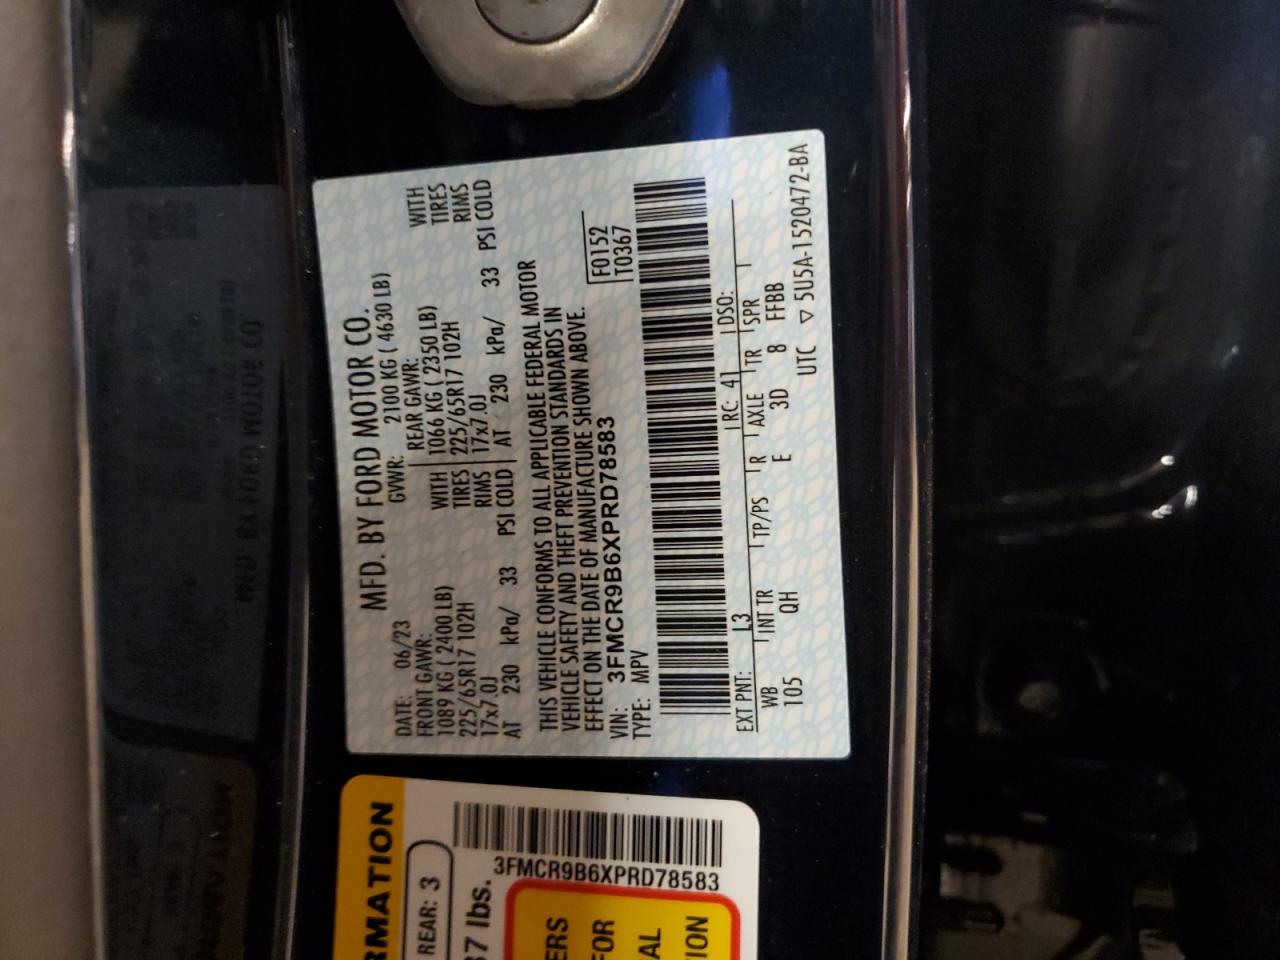 MFD. BY FORD MOTOR CO.
DATE: 06/23 GVWR: 2100 KG ( 4630 LB)
FRONT GAWR: REAR GAWR:
1089 KG ( 2400 LB) WITH 1066 KG ( 2350 LB) WITH
225/65R17 102H TIRES 225/65R17 102H TIRES
17x7.0J RIMS 17x7.0J RIMS
AT 230 kPa/ 33 PSI COLD AT 230 kPa/ 33 PSI COLD
THIS VEHICLE CONFORMS TO ALL APPLICABLE FEDERAL MOTOR
VEHICLE SAFETY AND THEFT PREVENTION STANDARDS IN
EFFECT ON THE DATE OF MANUFACTURE SHOWN ABOVE.
F0152
T0367
VIN: 3FMCR9B6XPRD78583
TYPE: MPV
EXT PNT: L3 RC: 41 DSO:
WB INT TR TP/PS R AXLE TR SPR
105 QH E 3D 8 FFBB
UTC ▽ 5U5A-1520472-BA
RMATION
REAR: 3
37 lbs.
3FMCR9B6XPRD78583
ERS
FOR
AL
TION